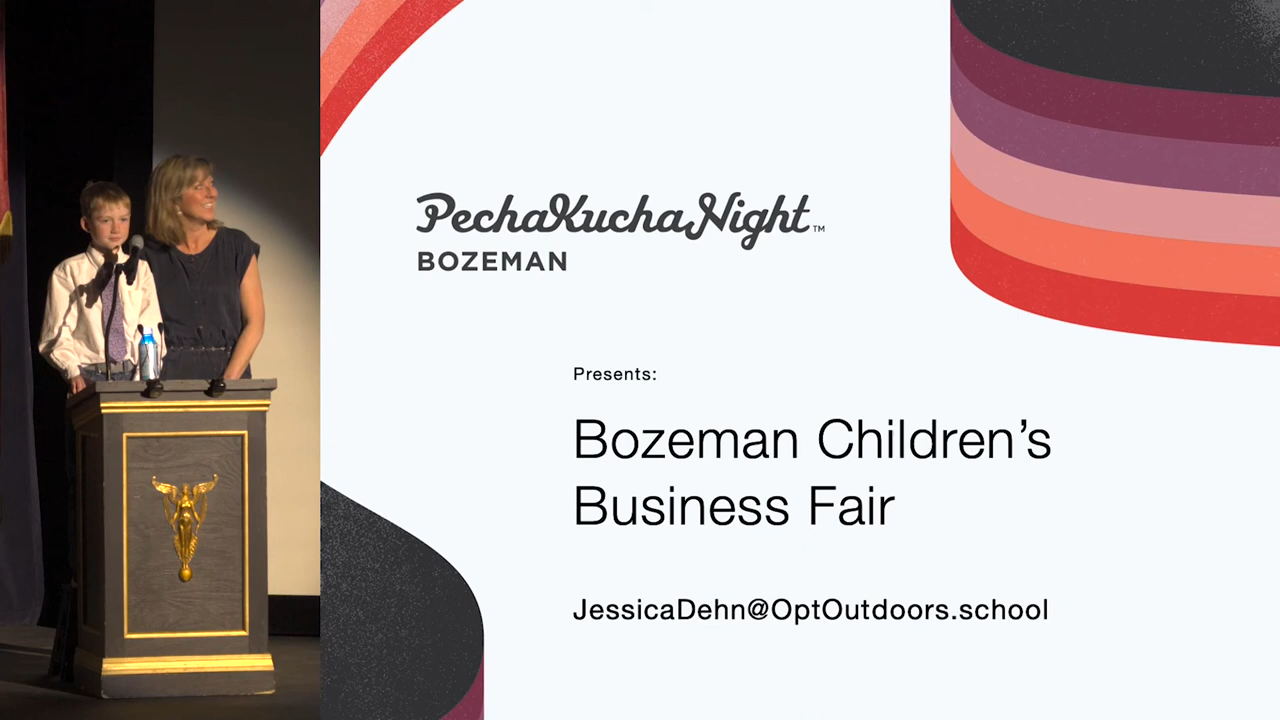 PechaKuchaNight™
BOZEMAN
Presents:
Bozeman Children’s
Business Fair
JessicaDehn@OptOutdoors.school